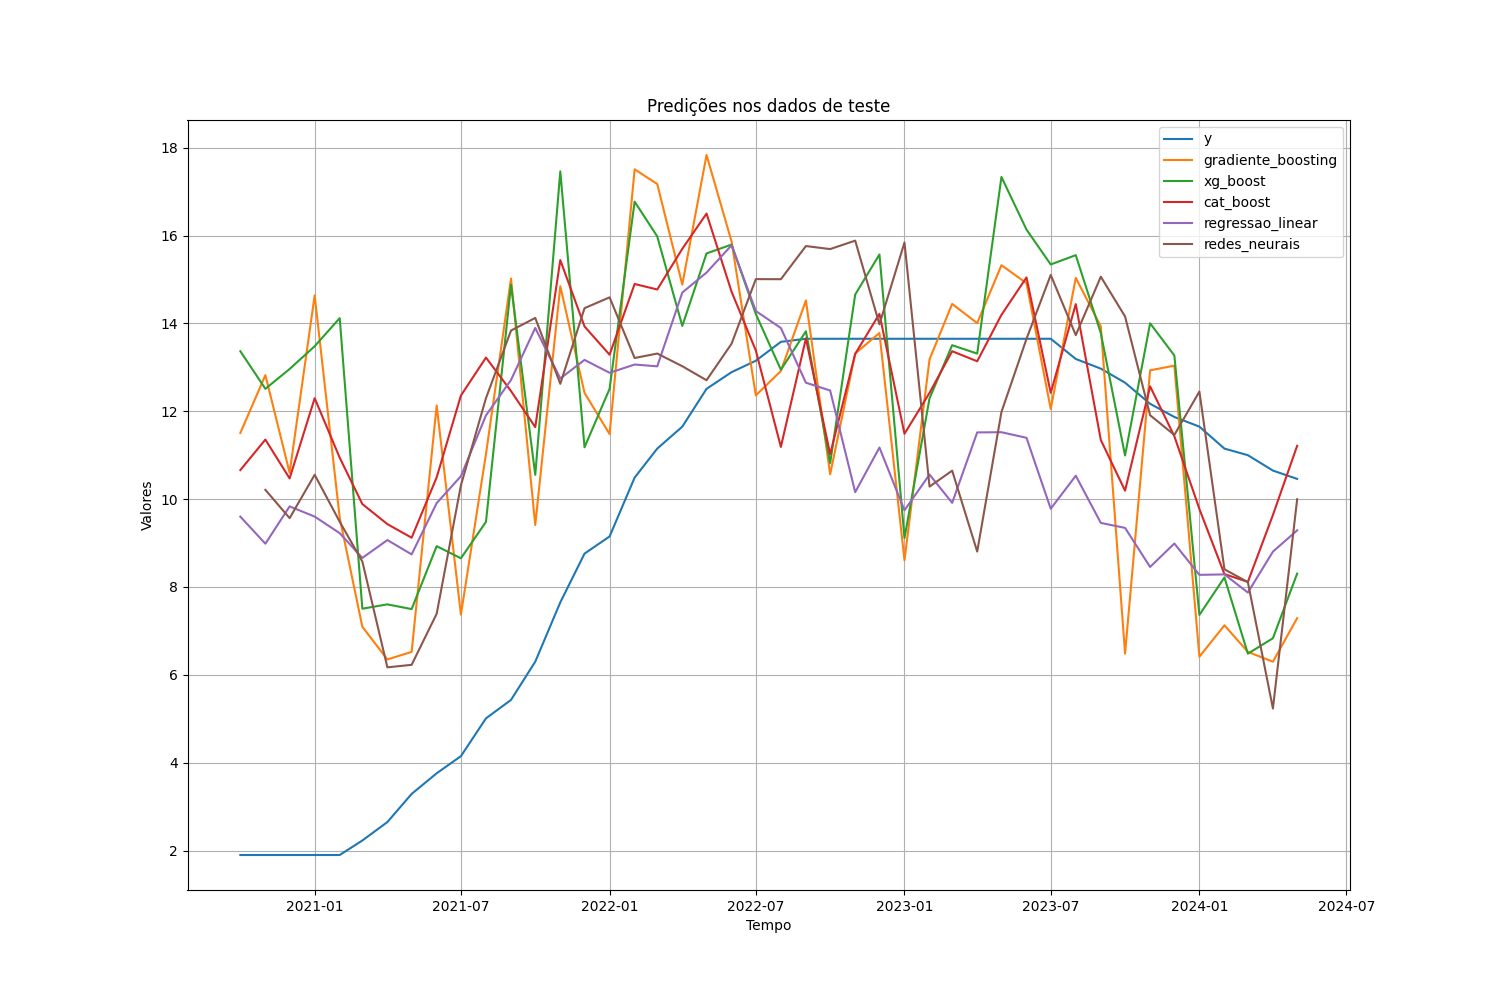 Predições nos dados de teste
y
gradiente_boosting
xg_boost
cat_boost
regressao_linear
redes_neurais
Valores
18
16
14
12
10
8
6
4
2
2021-01
2021-07
2022-01
2022-07
2023-01
2023-07
2024-01
2024-07
Tempo